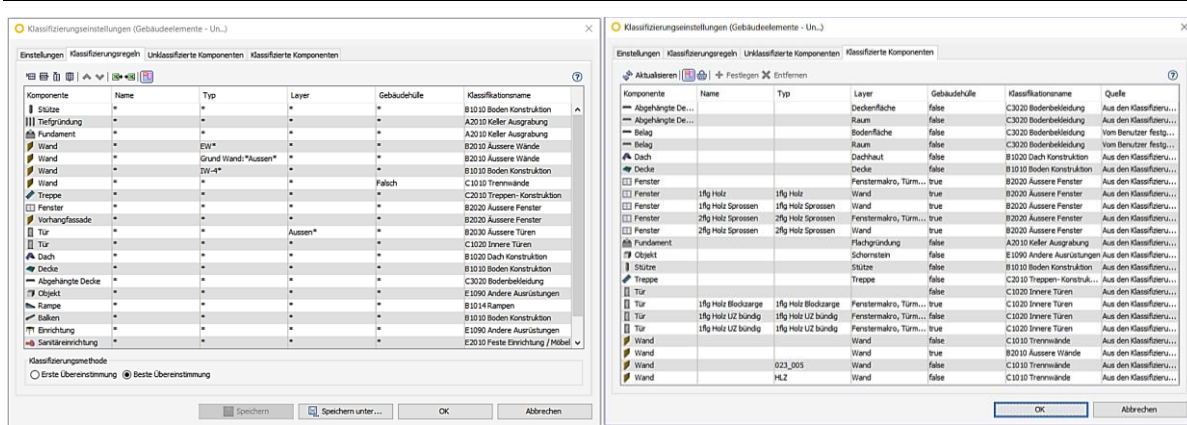 Klassifizierungseinstellungen (Gebäudeelemente - Un...)
Einstellungen Klassifizierungsregeln Unklassifizierte Komponenten Klassifizierte Komponenten
Komponente Name Typ Layer Gebäudehülle Klassifikationsname
Stütze * * * * B1010 Boden Konstruktion
Tiefgründung * * * * A2010 Keller Ausgrabung
Fundament * * * * A2010 Keller Ausgrabung
Wand * EW* * * B2010 Äussere Wände
Wand * Grund Wand:*Aussen* * * B2010 Äussere Wände
Wand * IW-4* * * B1010 Boden Konstruktion
Wand * * * Falsch C1010 Trennwände
Treppe * * * * C2010 Treppen- Konstruktion
Fenster * * * * B2020 Äussere Fenster
Vorhangfassade * * * * B2020 Äussere Fenster
Tür * * Aussen* * B2030 Äussere Türen
Tür * * * * C1020 Innere Türen
Dach * * * * B1020 Dach Konstruktion
Decke * * * * B1010 Boden Konstruktion
Abgehängte Decke * * * * C3020 Bodenbekleidung
Objekt * * * * E1090 Andere Ausrüstungen
Rampe * * * * B1014 Rampen
Balken * * * * B1010 Boden Konstruktion
Einrichtung * * * * E1090 Andere Ausrüstungen
Sanitäreinrichtung * * * * E2010 Feste Einrichtung / Möbel
Klassifizierungsmethode
Erste Übereinstimmung Beste Übereinstimmung
Speichern Speichern unter... OK Abbrechen
Klassifizierungseinstellungen (Gebäudeelemente - Un...)
Einstellungen Klassifizierungsregeln Unklassifizierte Komponenten Klassifizierte Komponenten
Aktualisieren Festlegen Entfernen
Komponente Name Typ Layer Gebäudehülle Klassifikationsname Quelle
Abgehängte De... Deckenfläche false C3020 Bodenbekleidung Aus den Klassifizieru...
Abgehängte De... Raum false C3020 Bodenbekleidung Aus den Klassifizieru...
Belag Bodenfläche false C3020 Bodenbekleidung Vom Benutzer festg...
Belag Raum false C3020 Bodenbekleidung Vom Benutzer festg...
Dach Dachhaut false B1020 Dach Konstruktion Aus den Klassifizieru...
Decke Decke false B1010 Boden Konstruktion Aus den Klassifizieru...
Fenster Fenstermakro, Türm... true B2020 Äussere Fenster Aus den Klassifizieru...
Fenster 1flg Holz 1flg Holz Wand true B2020 Äussere Fenster Aus den Klassifizieru...
Fenster 1flg Holz Sprossen 1flg Holz Sprossen Wand true B2020 Äussere Fenster Aus den Klassifizieru...
Fenster 2flg Holz Sprossen 2flg Holz Sprossen Fenstermakro, Türm... true B2020 Äussere Fenster Aus den Klassifizieru...
Fenster 2flg Holz Sprossen 2flg Holz Sprossen Wand true B2020 Äussere Fenster Aus den Klassifizieru...
Fundament Flachgründung false A2010 Keller Ausgrabung Aus den Klassifizieru...
Objekt Schornstein false E1090 Andere Ausrüstungen Aus den Klassifizieru...
Stütze Stütze false B1010 Boden Konstruktion Aus den Klassifizieru...
Treppe Treppe false C2010 Treppen- Konstruk... Aus den Klassifizieru...
Tür false C1020 Innere Türen Aus den Klassifizieru...
Tür 1flg Holz Blockzarge 1flg Holz Blockzarge Fenstermakro, Türm... true C1020 Innere Türen Aus den Klassifizieru...
Tür 1flg Holz UZ bündig 1flg Holz UZ bündig Fenstermakro, Türm... true C1020 Innere Türen Aus den Klassifizieru...
Tür 1flg Holz UZ bündig 1flg Holz UZ bündig Fenstermakro, Türm... true C1020 Innere Türen Aus den Klassifizieru...
Wand Wand false C1010 Trennwände Aus den Klassifizieru...
Wand Wand true B2010 Äussere Wände Aus den Klassifizieru...
Wand 023_005 Wand false C1010 Trennwände Aus den Klassifizieru...
Wand HLZ Wand false C1010 Trennwände Aus den Klassifizieru...
OK Abbrechen